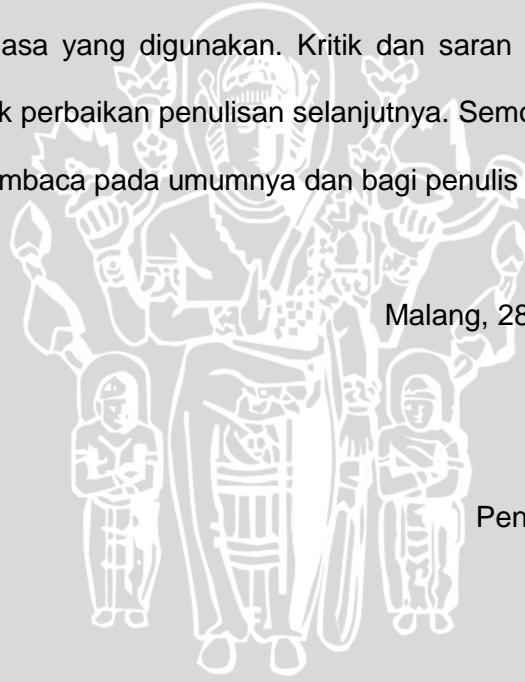 asa yang digunakan. Kritik dan saran
k perbaikan penulisan selanjutnya. Semo
mbaca pada umumnya dan bagi penulis
Malang, 28
Pen